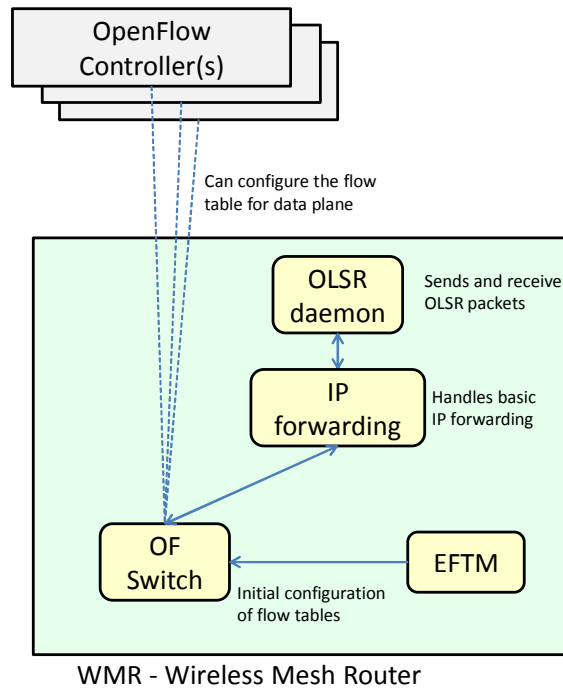 OpenFlow
Controller(s)
Can configure the flow
table for data plane
OLSR
daemon
Sends and receive
OLSR packets
IP
forwarding
Handles basic
IP forwarding
OF
Switch
EFTM
Initial configuration
of flow tables
WMR - Wireless Mesh Router